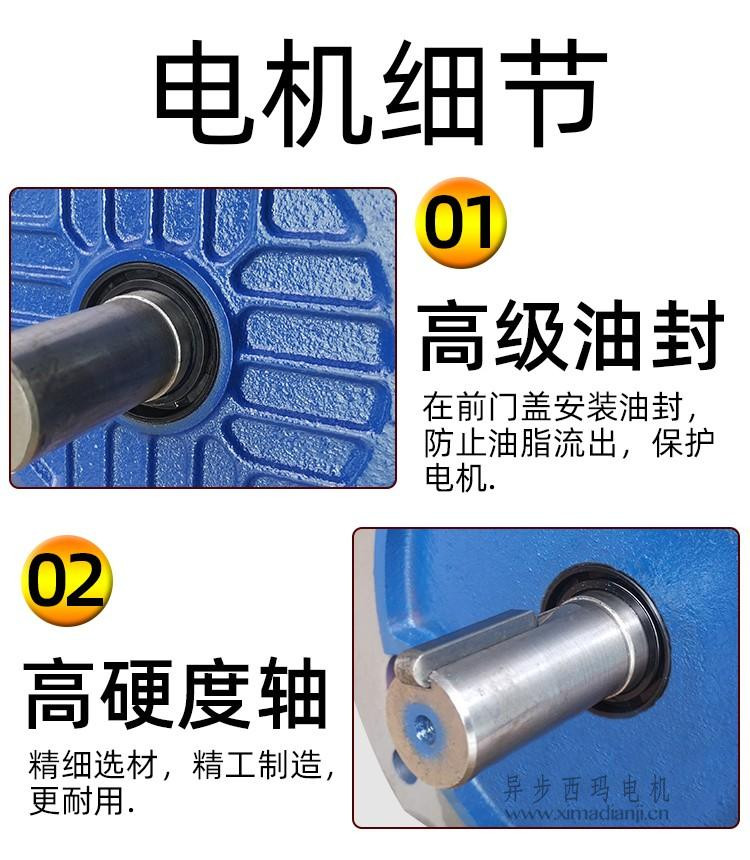 电机细节
01
高级油封
在前门盖安装油封，
防止油脂流出，保护
电机.
02
高硬度轴
精细选材，精工制造，
更耐用.
异步西玛电机
www.ximadianji.cn